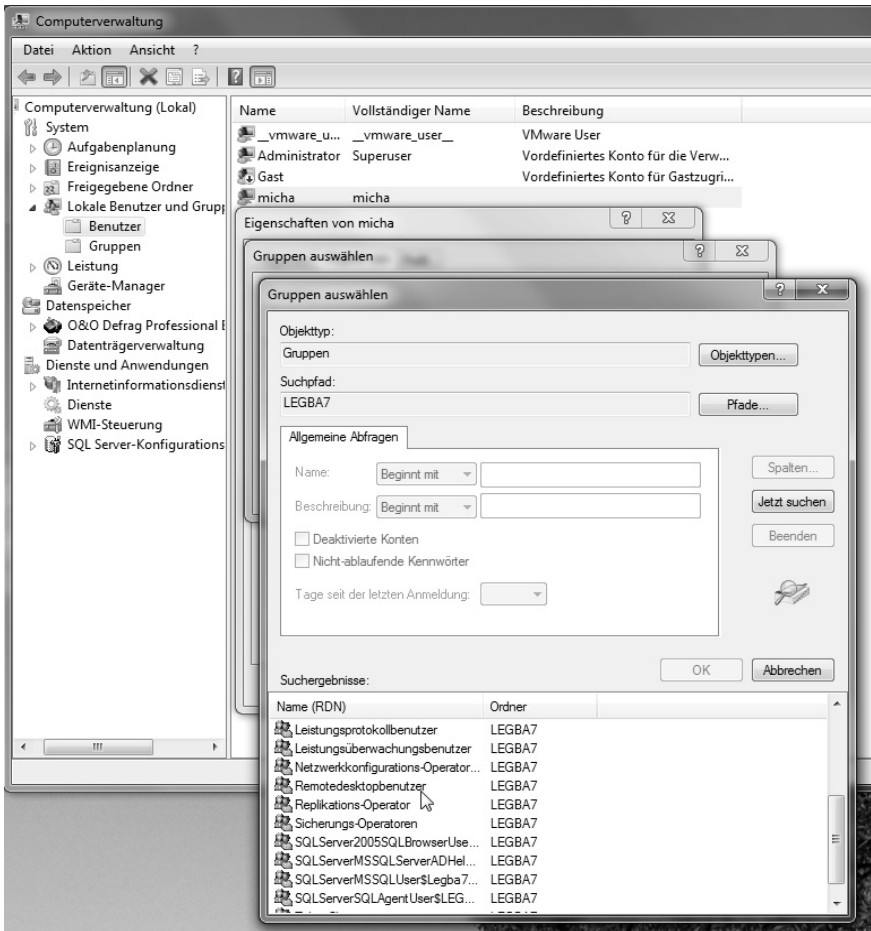 Computerverwaltung
Datei Aktion Ansicht ?
Computerverwaltung (Lokal)
System
Aufgabenplanung
Ereignisanzeige
Freigegebene Ordner
Lokale Benutzer und Grupp
Benutzer
Gruppen
Leistung
Geräte-Manager
Datenspeicher
O&O Defrag Professional E
Datenträgerverwaltung
Dienste und Anwendungen
Internetinformationsdienst
Dienste
WMI-Steuerung
SQL Server-Konfigurations
Name Vollständiger Name Beschreibung
__vmware_u... __vmware_user__ VMware User
Administrator Superuser Vordefiniertes Konto für die Verw...
Gast Vordefiniertes Konto für Gastzugri...
micha micha
Eigenschaften von micha
Gruppen auswählen
Gruppen auswählen
Objekttyp:
Gruppen Objekttypen...
Suchpfad:
LEGBA7 Pfade...
Allgemeine Abfragen
Name: Beginnt mit
Beschreibung: Beginnt mit
Deaktivierte Konten
Nicht-ablaufende Kennwörter
Tage seit der letzten Anmeldung:
Spalten...
Jetzt suchen
Beenden
OK Abbrechen
Suchergebnisse:
Name (RDN) Ordner
Leistungsprotokollbenutzer LEGBA7
Leistungsüberwachungsbenutzer LEGBA7
Netzwerkkonfigurations-Operator... LEGBA7
Remotedesktopbenutzer LEGBA7
Replikations-Operator LEGBA7
Sicherungs-Operatoren LEGBA7
SQLServer2005SQLBrowserUse... LEGBA7
SQLServerMSSQLServerADHel... LEGBA7
SQLServerMSSQLUser$Legba7... LEGBA7
SQLServerSQLAgentUser$LEG... LEGBA7